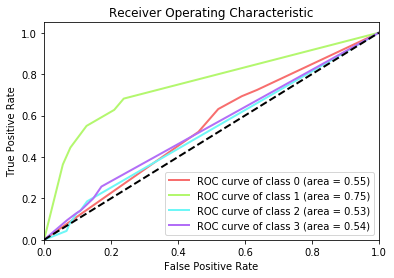 Receiver Operating Characteristic
True Positive Rate
1.0
0.8
0.6
0.4
0.2
0.0
ROC curve of class 0 (area = 0.55)
ROC curve of class 1 (area = 0.75)
ROC curve of class 2 (area = 0.53)
ROC curve of class 3 (area = 0.54)
0.0 0.2 0.4 0.6 0.8 1.0
False Positive Rate